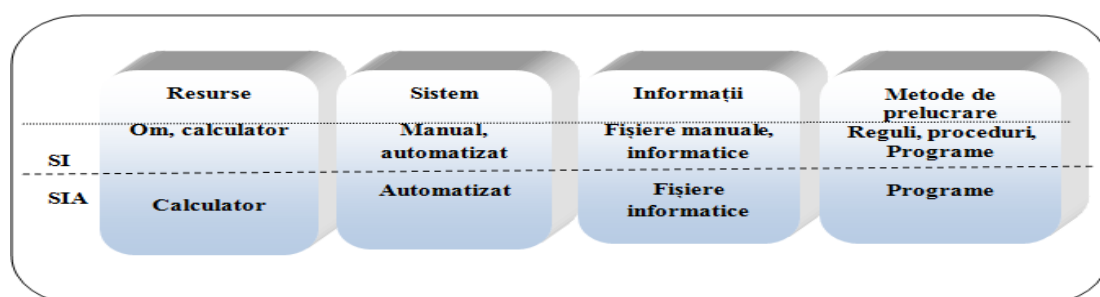 Resurse
Sistem
Informații
Metode de
prelucrare
SI
Om, calculator
Manual,
automatizat
Fișiere manuale,
informatice
Reguli, proceduri,
Programe
SIA
Calculator
Automatizat
Fișiere
informatice
Programe